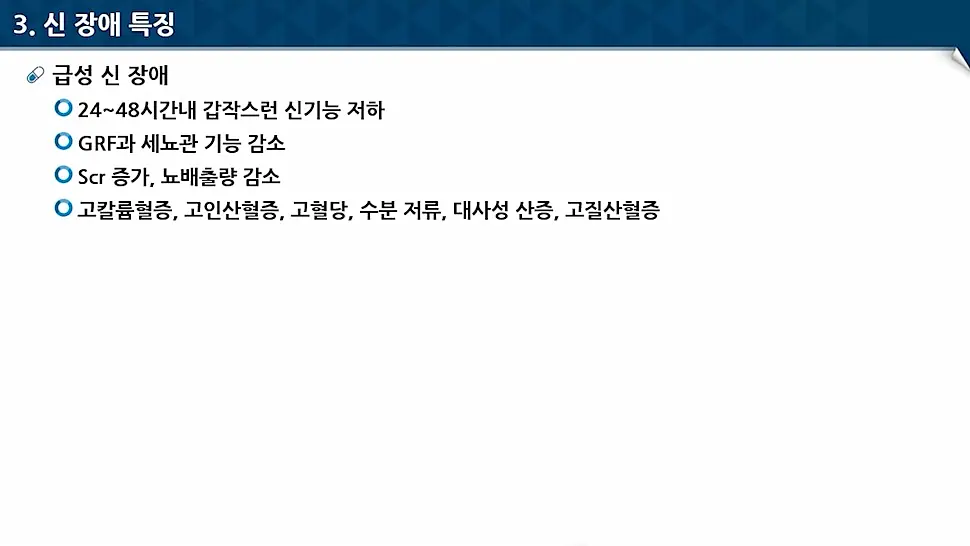 3. 신 장애 특징
급성 신 장애
24~48시간내 갑작스런 신기능 저하
GRF과 세뇨관 기능 감소
Scr 증가, 뇨배출량 감소
고칼륨혈증, 고인산혈증, 고혈당, 수분 저류, 대사성 산증, 고질산혈증